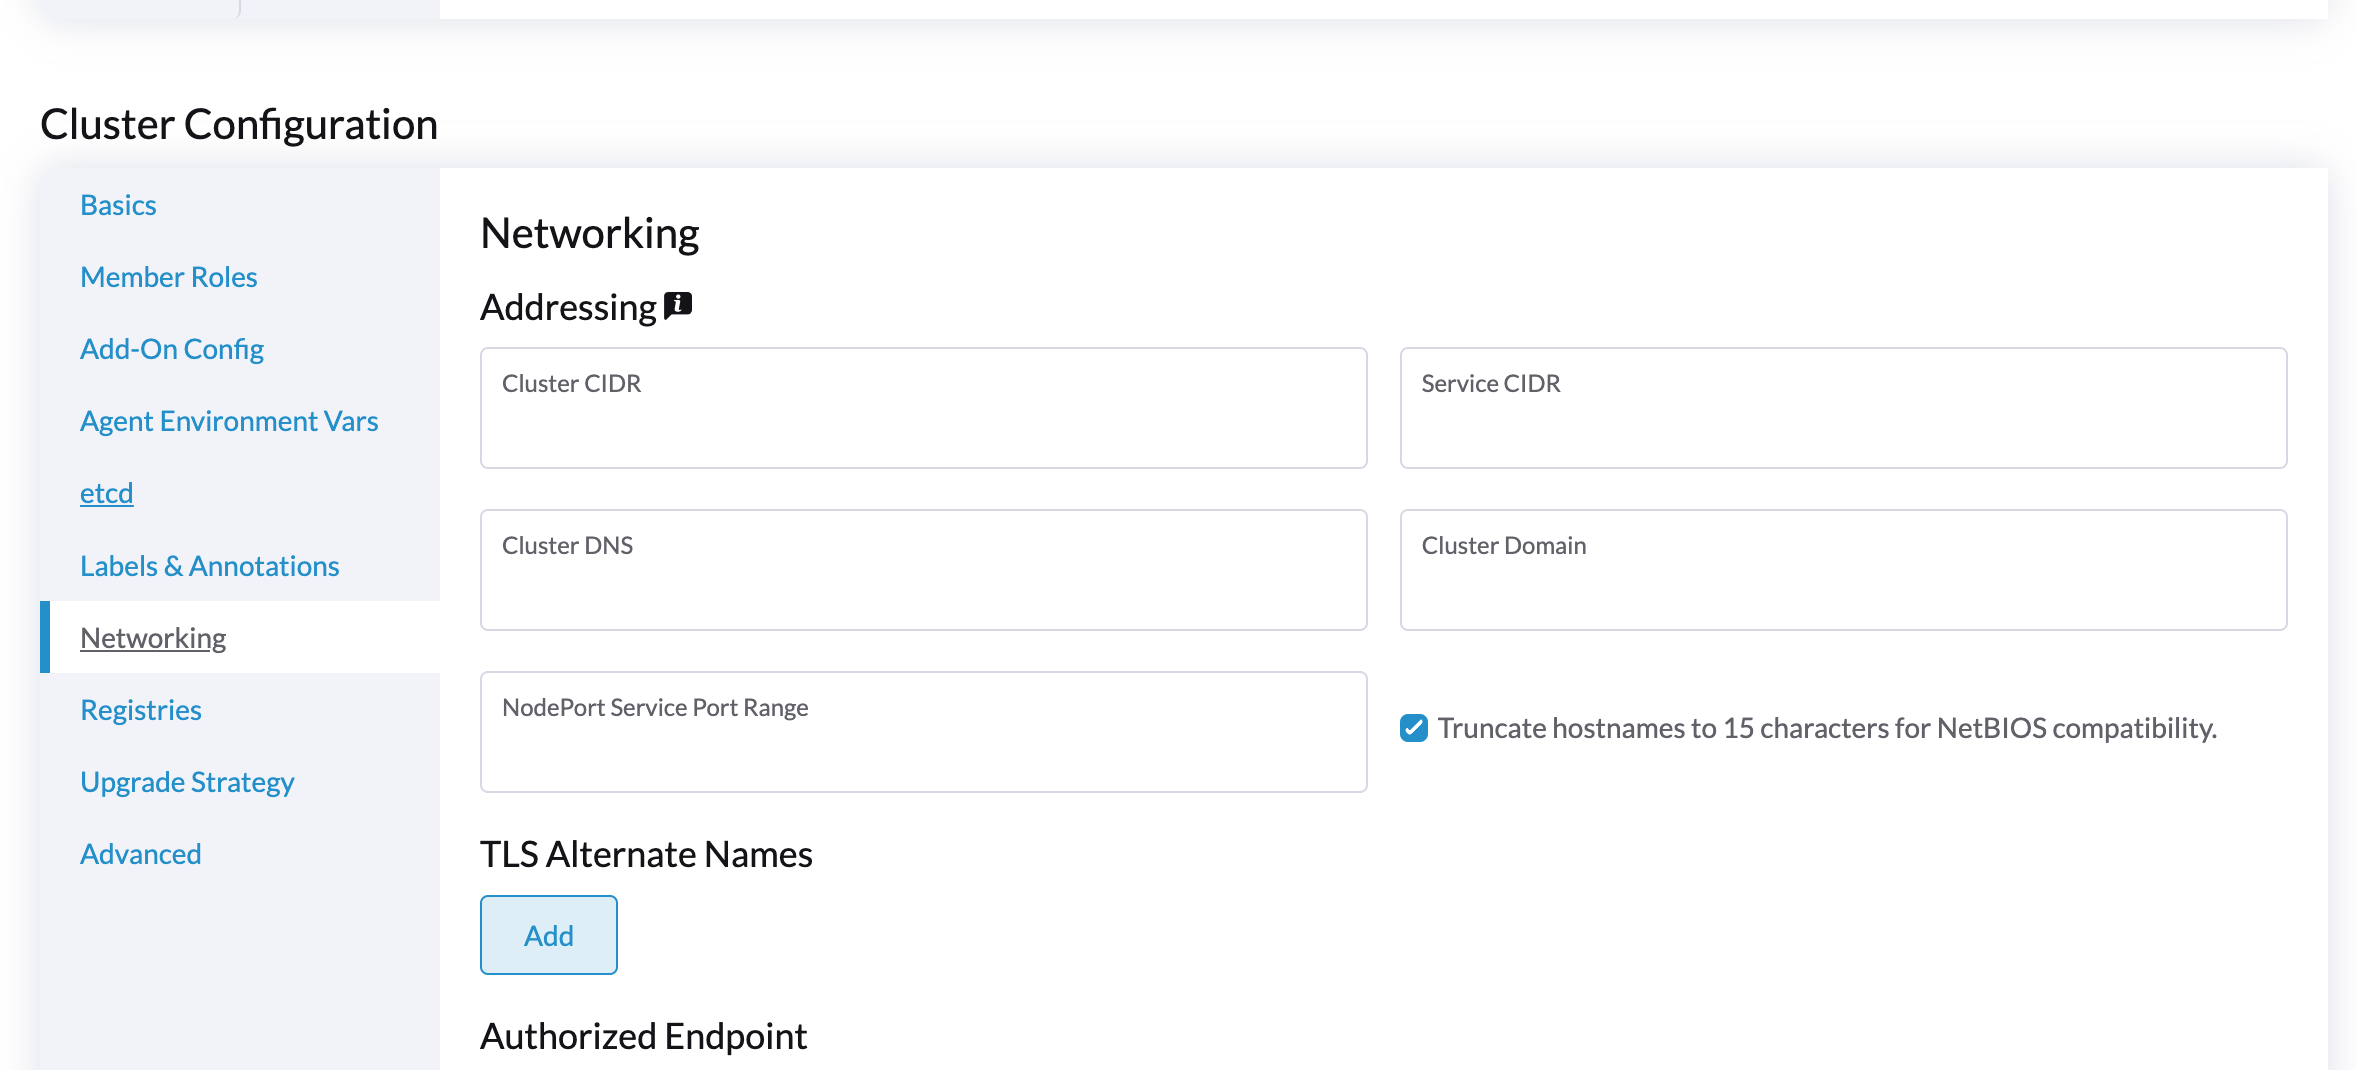 Cluster Configuration
Basics
Member Roles
Add-On Config
Agent Environment Vars
etcd
Labels & Annotations
Networking
Registries
Upgrade Strategy
Advanced
Networking
Addressing
Cluster CIDR
Service CIDR
Cluster DNS
Cluster Domain
NodePort Service Port Range
Truncate hostnames to 15 characters for NetBIOS compatibility.
TLS Alternate Names
Add
Authorized Endpoint